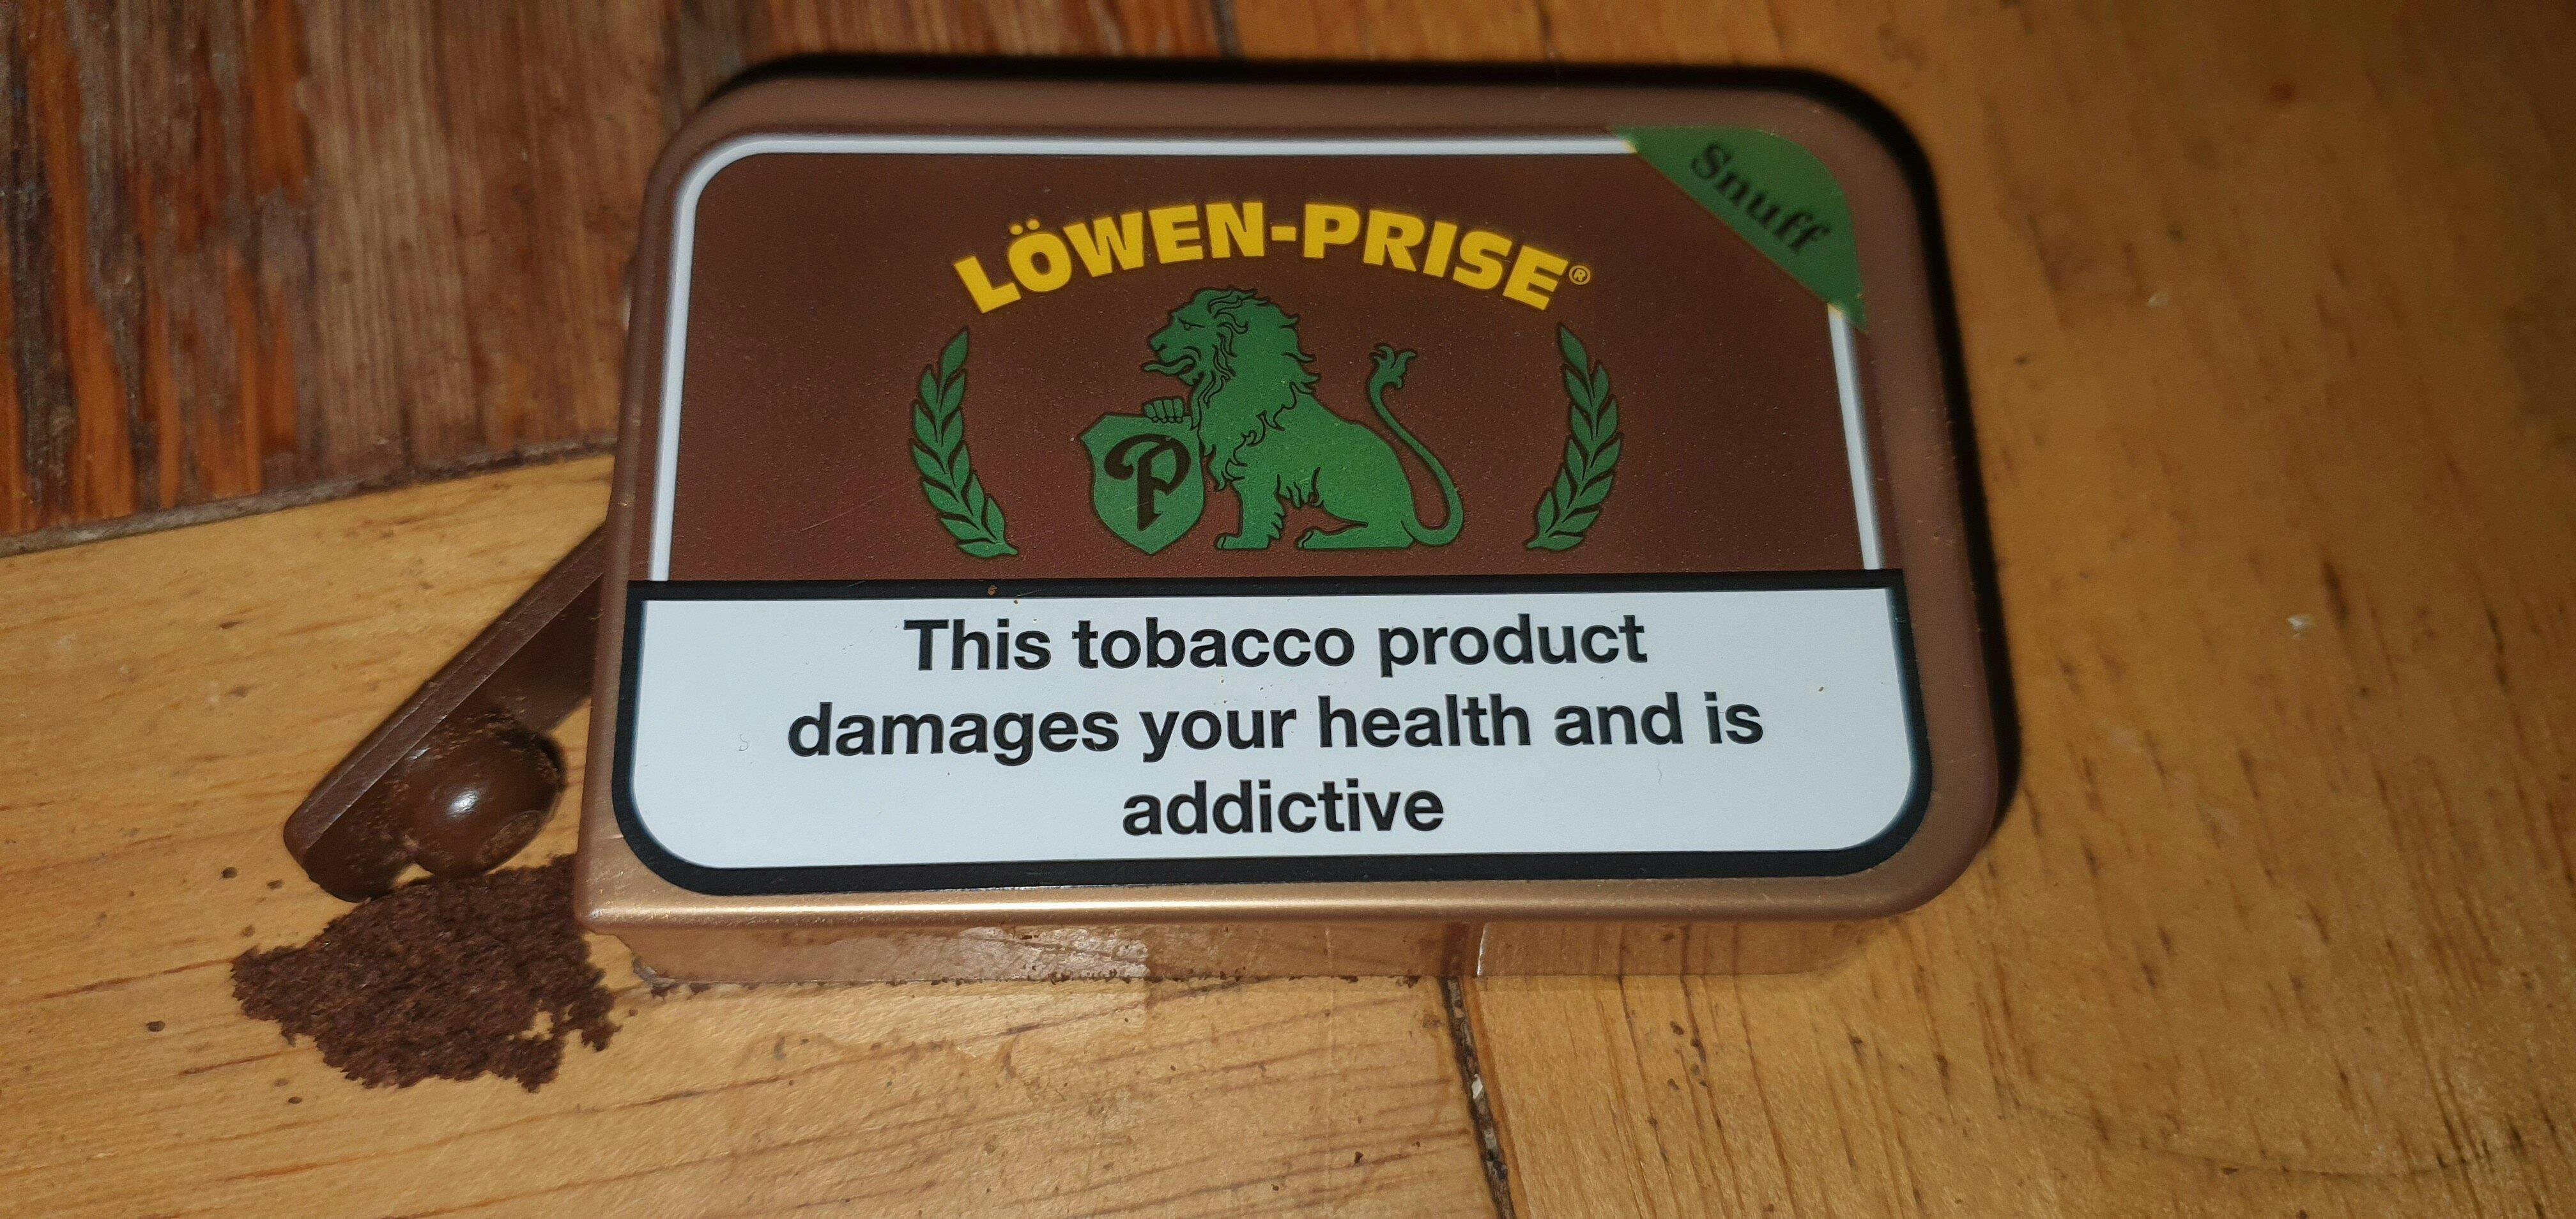 Snuff
LÖWEN-PRISE®
P
This tobacco product
damages your health and is
addictive